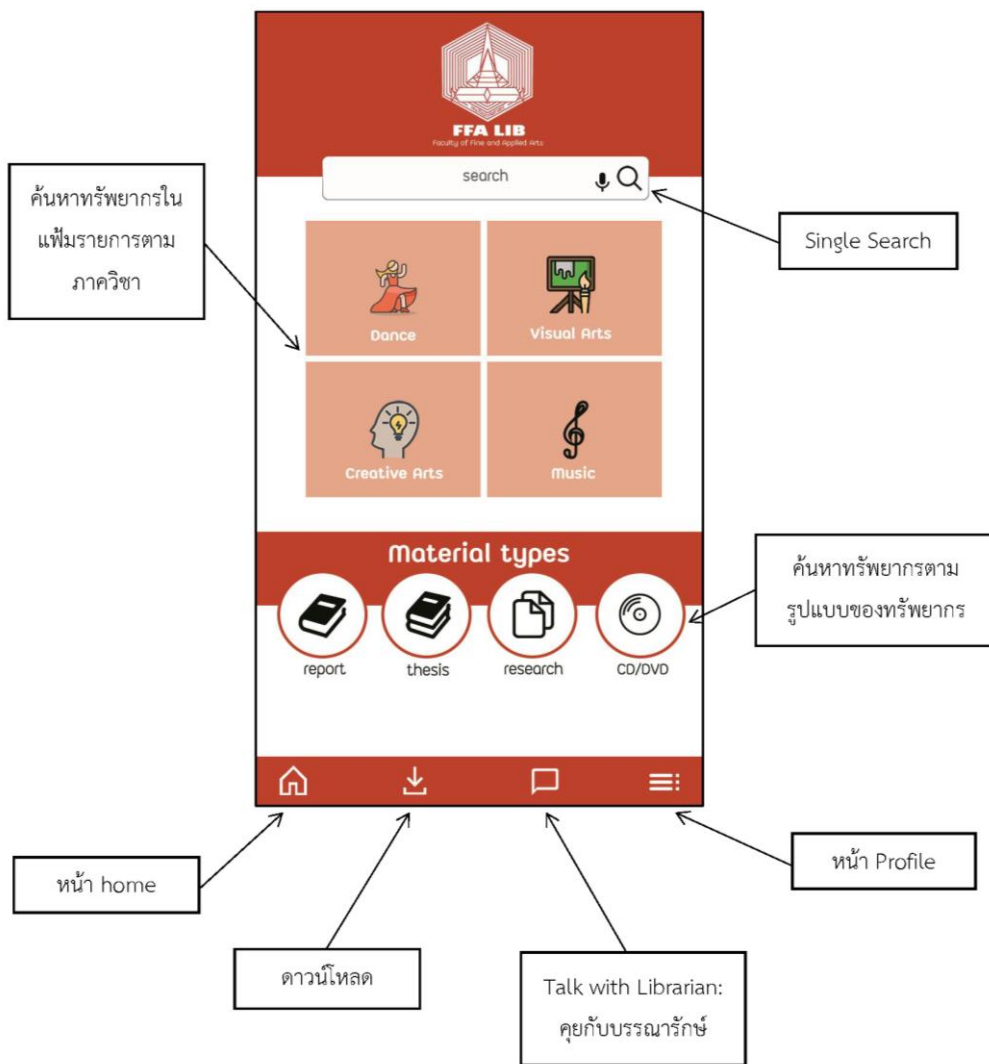 FFA LIB
Faculty of Fine and Applied Arts
search
ค้นหาทรัพยากรใน
แฟ้มรายการตาม
ภาควิชา
Single Search
Dance
Visual Arts
Creative Arts
Music
Material types
ค้นหาทรัพยากรตาม
รูปแบบของทรัพยากร
report
thesis
research
CD/DVD
หน้า home
หน้า Profile
ดาวน์โหลด
Talk with Librarian:
คุยกับบรรณารักษ์